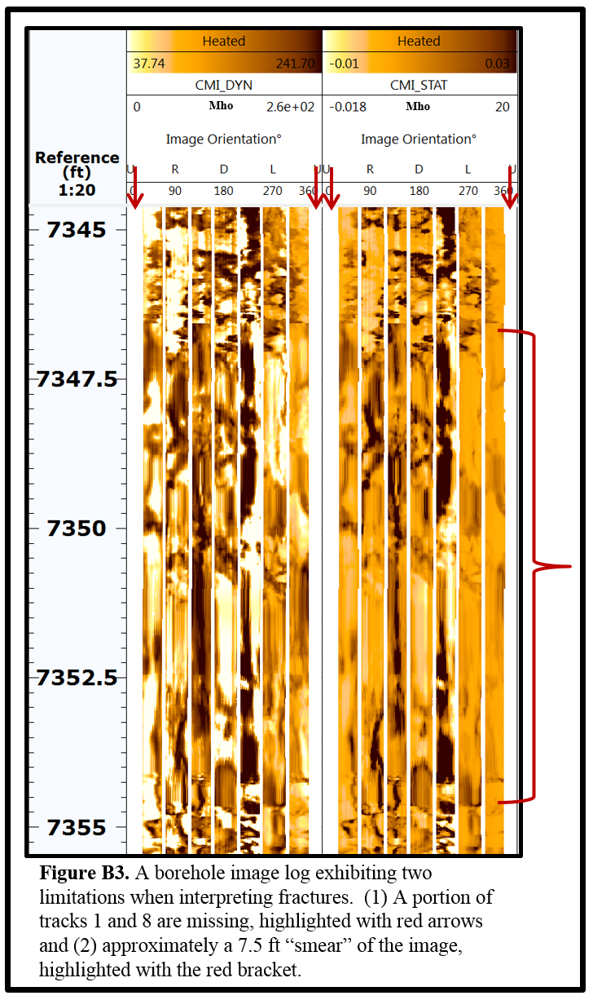 Heated Heated
37.74 241.70 -0.01 0.03
CMI_DYN CMI_STAT
0 Mho 2.6e+02 -0.018 Mho 20
Image Orientation° Image Orientation°
Reference
(ft)
1:20
U R D L U U R D L U
0 90 180 270 360 0 90 180 270 360
7345
7347.5
7350
7352.5
7355
Figure B3. A borehole image log exhibiting two
limitations when interpreting fractures. (1) A portion of
tracks 1 and 8 are missing, highlighted with red arrows
and (2) approximately a 7.5 ft “smear” of the image,
highlighted with the red bracket.